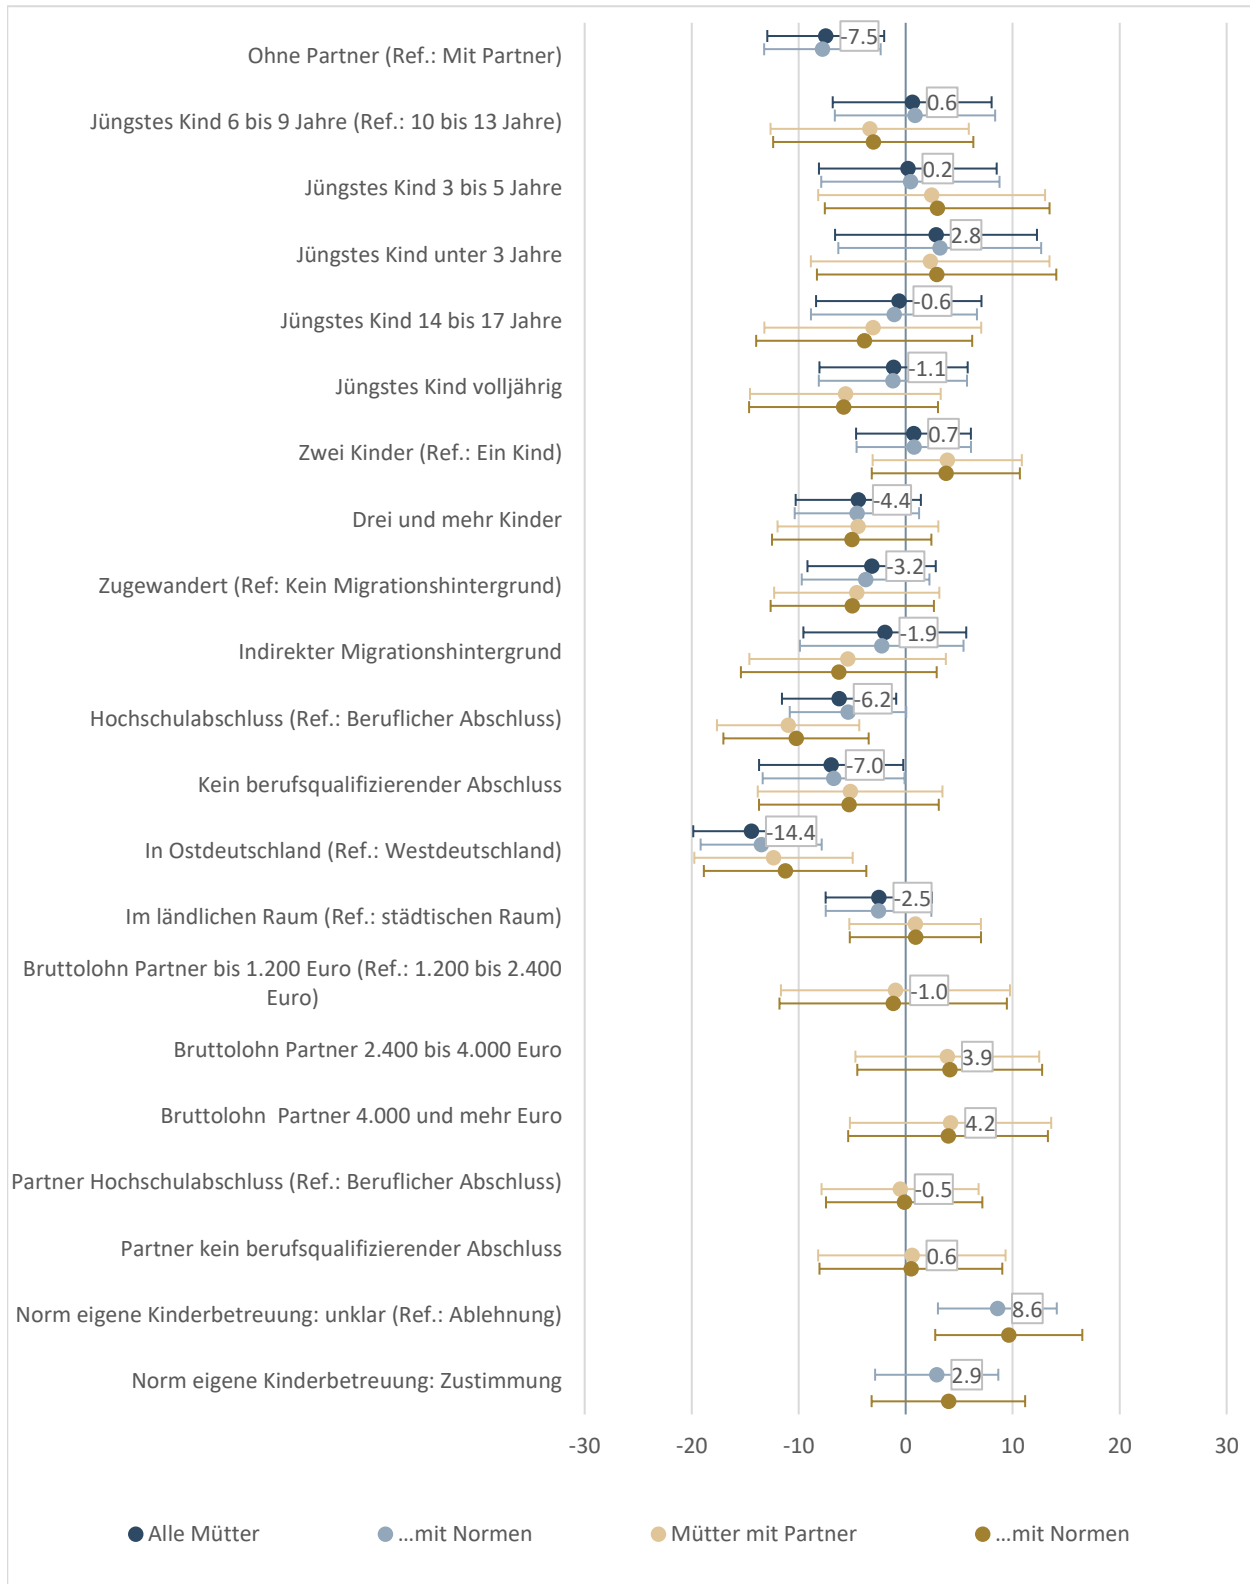 Ohne Partner (Ref.: Mit Partner)
-7.5
Jüngstes Kind 6 bis 9 Jahre (Ref.: 10 bis 13 Jahre)
0.6
Jüngstes Kind 3 bis 5 Jahre
0.2
Jüngstes Kind unter 3 Jahre
2.8
Jüngstes Kind 14 bis 17 Jahre
-0.6
Jüngstes Kind volljährig
-1.1
Zwei Kinder (Ref.: Ein Kind)
0.7
Drei und mehr Kinder
-4.4
Zugewandert (Ref: Kein Migrationshintergrund)
-3.2
Indirekter Migrationshintergrund
-1.9
Hochschulabschluss (Ref.: Beruflicher Abschluss)
-6.2
Kein berufsqualifizierender Abschluss
-7.0
In Ostdeutschland (Ref.: Westdeutschland)
-14.4
Im ländlichen Raum (Ref.: städtischen Raum)
-2.5
Bruttolohn Partner bis 1.200 Euro (Ref.: 1.200 bis 2.400
Euro)
-1.0
Bruttolohn Partner 2.400 bis 4.000 Euro
3.9
Bruttolohn  Partner 4.000 und mehr Euro
4.2
Partner Hochschulabschluss (Ref.: Beruflicher Abschluss)
-0.5
Partner kein berufsqualifizierender Abschluss
0.6
Norm eigene Kinderbetreuung: unklar (Ref.: Ablehnung)
8.6
Norm eigene Kinderbetreuung: Zustimmung
2.9
-30 -20 -10 0 10 20 30
Alle Mütter ...mit Normen Mütter mit Partner ...mit Normen